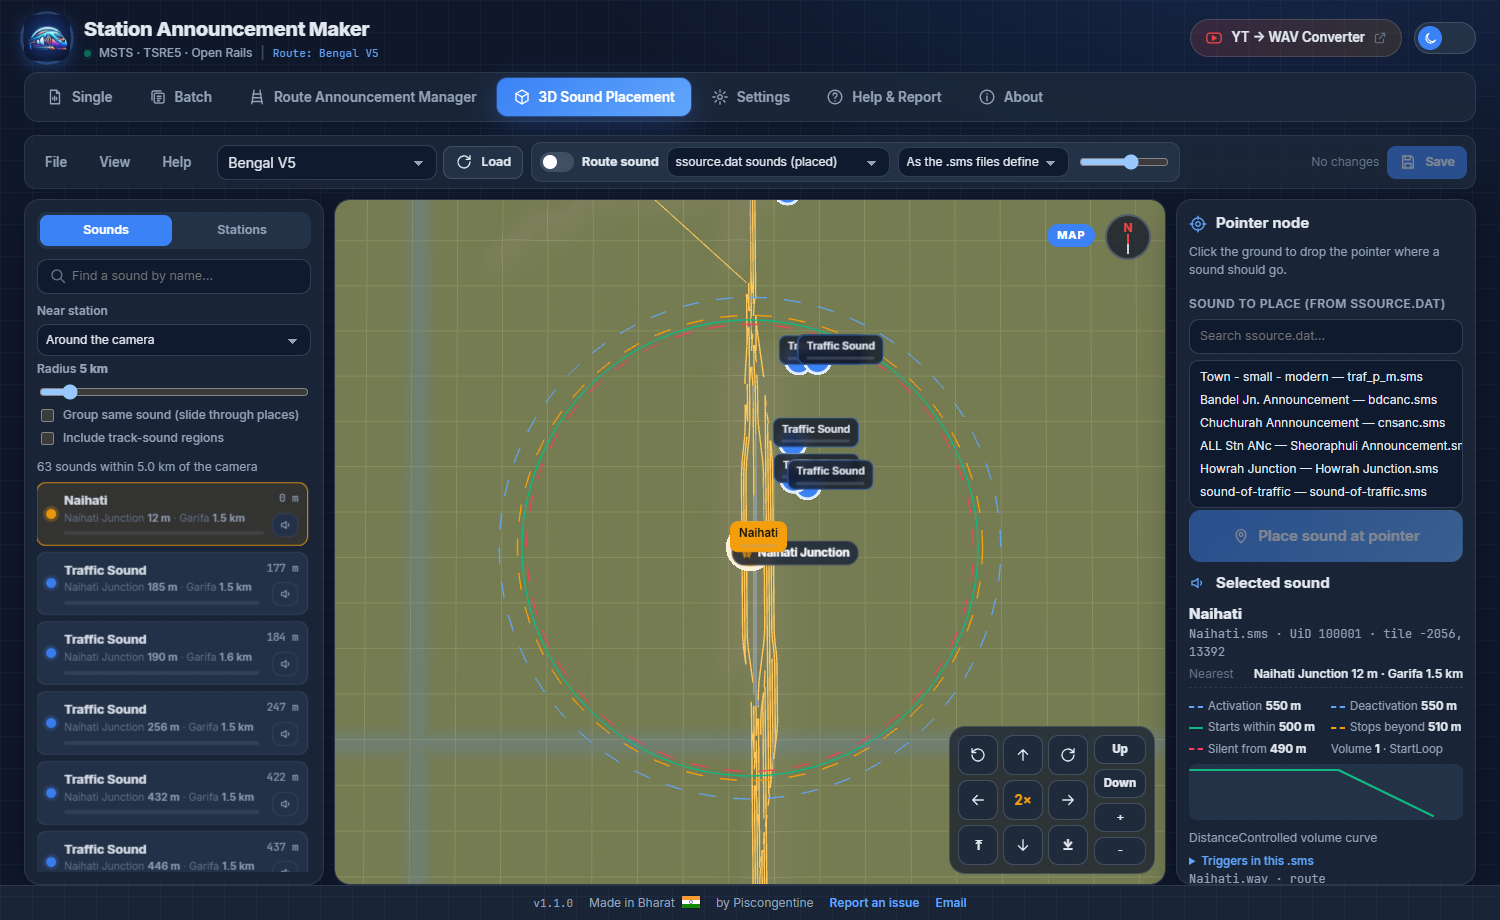 Station Announcement Maker
MSTS · TSRE5 · Open Rails | Route: Bengal V5
YT → WAV Converter
Single
Batch
Route Announcement Manager
3D Sound Placement
Settings
Help & Report
About
File
View
Help
Bengal V5
Load
Route sound
ssource.dat sounds (placed)
As the .sms files define
No changes
Save
Sounds
Stations
Find a sound by name...
Near station
Around the camera
Radius 5 km
Group same sound (slide through places)
Include track-sound regions
63 sounds within 5.0 km of the camera
Naihati
0 m
Naihati Junction 12 m · Garifa 1.5 km
Traffic Sound
177 m
Naihati Junction 185 m · Garifa 1.5 km
Traffic Sound
184 m
Naihati Junction 190 m · Garifa 1.6 km
Traffic Sound
247 m
Naihati Junction 256 m · Garifa 1.5 km
Traffic Sound
422 m
Naihati Junction 432 m · Garifa 1.5 km
Traffic Sound
437 m
Naihati Junction 446 m · Garifa 1.5 km
MAP
N
Traffic Sound
Traffic Sound
Traffic Sound
Naihati
Naihati Junction
2×
Up
Down
+
-
Pointer node
Click the ground to drop the pointer where a
sound should go.
SOUND TO PLACE (FROM SSOURCE.DAT)
Search ssource.dat...
Town - small - modern — traf_p_m.sms
Bandel Jn. Announcement — bdcanc.sms
Chuchurah Annnouncement — cnsanc.sms
ALL Stn ANc — Sheoraphuli Announcement.sm
Howrah Junction — Howrah Junction.sms
sound-of-traffic — sound-of-traffic.sms
Place sound at pointer
Selected sound
Naihati
Naihati.sms · UiD 100001 · tile -2056,
13392
Nearest
Naihati Junction 12 m · Garifa 1.5 km
Activation 550 m
Deactivation 550 m
Starts within 500 m
Stops beyond 510 m
Silent from 490 m
Volume 1 · StartLoop
DistanceControlled volume curve
Triggers in this .sms
Naihati.wav · route
v1.1.0
Made in Bharat
by Piscongentine
Report an issue
Email